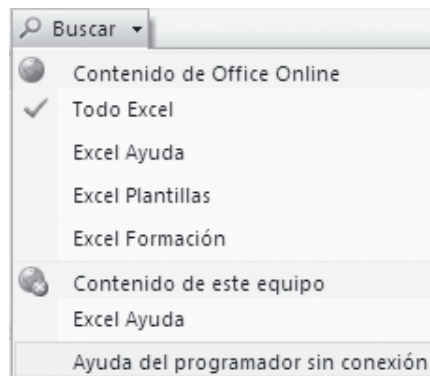 Buscar
Contenido de Office Online
Todo Excel
Excel Ayuda
Excel Plantillas
Excel Formación
Contenido de este equipo
Excel Ayuda
Ayuda del programador sin conexión